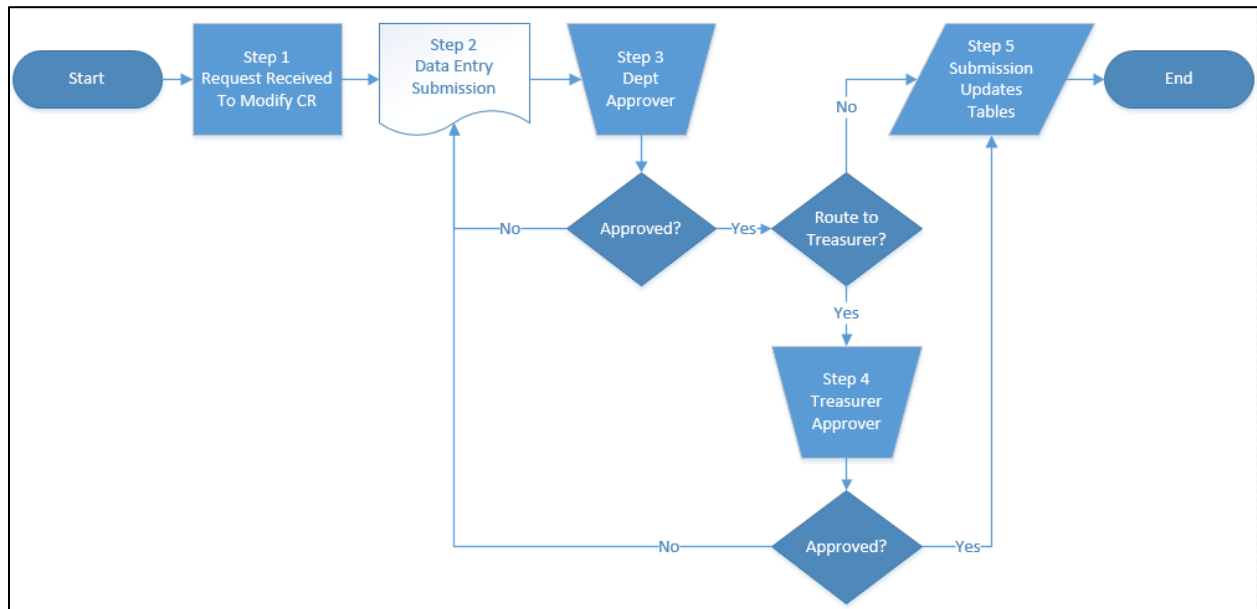 Start
Step 1
Request Received
To Modify CR
Step 2
Data Entry
Submission
Step 3
Dept
Approver
Step 5
Submission
Updates
Tables
End
No
Approved?
No
Yes
Route to
Treasurer?
Yes
Step 4
Treasurer
Approver
No
Approved?
Yes